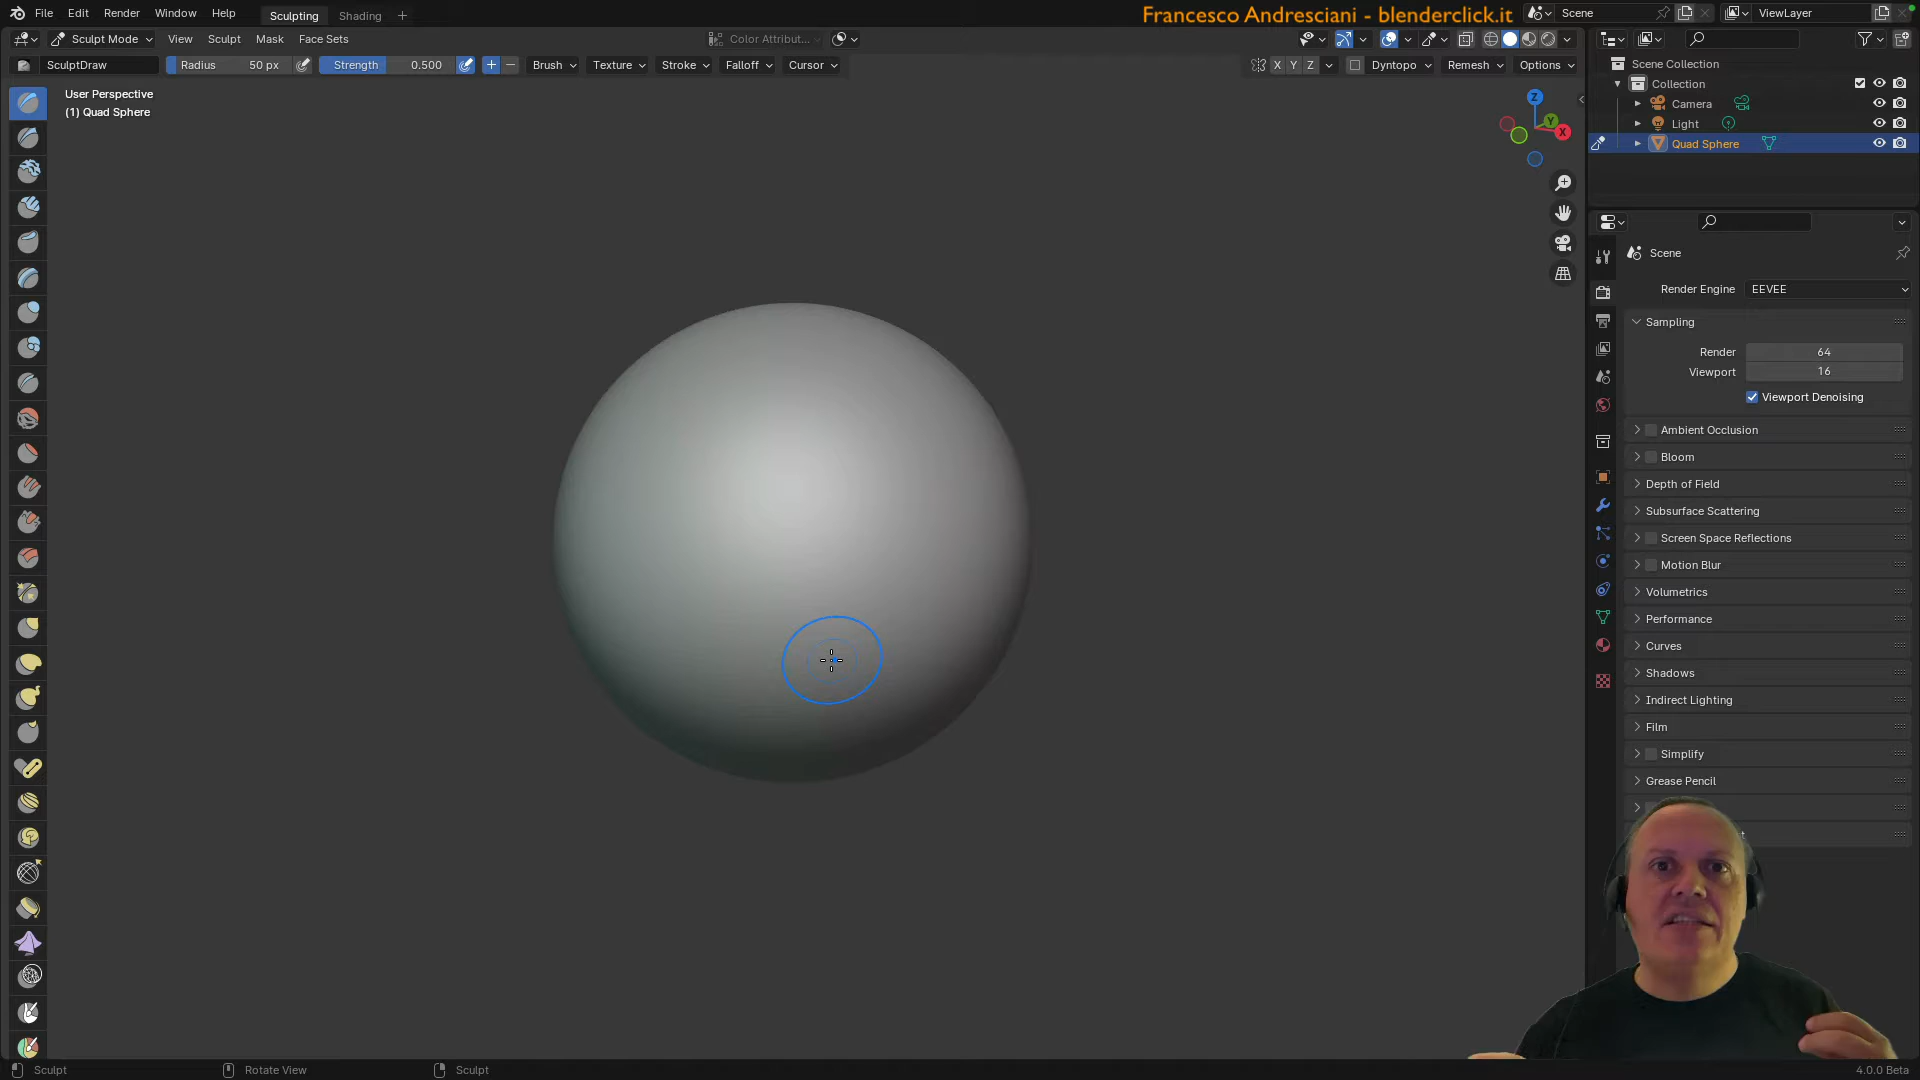 File Edit Render Window Help Sculpting Shading + Francesco Andresciani - blenderclick.it Scene ViewLayer
Sculpt Mode View Sculpt Mask Face Sets Color Attribut...
SculptDraw Radius 50 px Strength 0.500 Brush Texture Stroke Falloff Cursor X Y Z Dyntopo Remesh Options
User Perspective
(1) Quad Sphere
Z
Y
X
Scene Collection
Collection
Camera
Light
Quad Sphere
Scene
Render Engine EEVEE
Sampling
Render 64
Viewport 16
Viewport Denoising
Ambient Occlusion
Bloom
Depth of Field
Subsurface Scattering
Screen Space Reflections
Motion Blur
Volumetrics
Performance
Curves
Shadows
Indirect Lighting
Film
Simplify
Grease Pencil
Sculpt Rotate View Sculpt 4.0.0 Beta